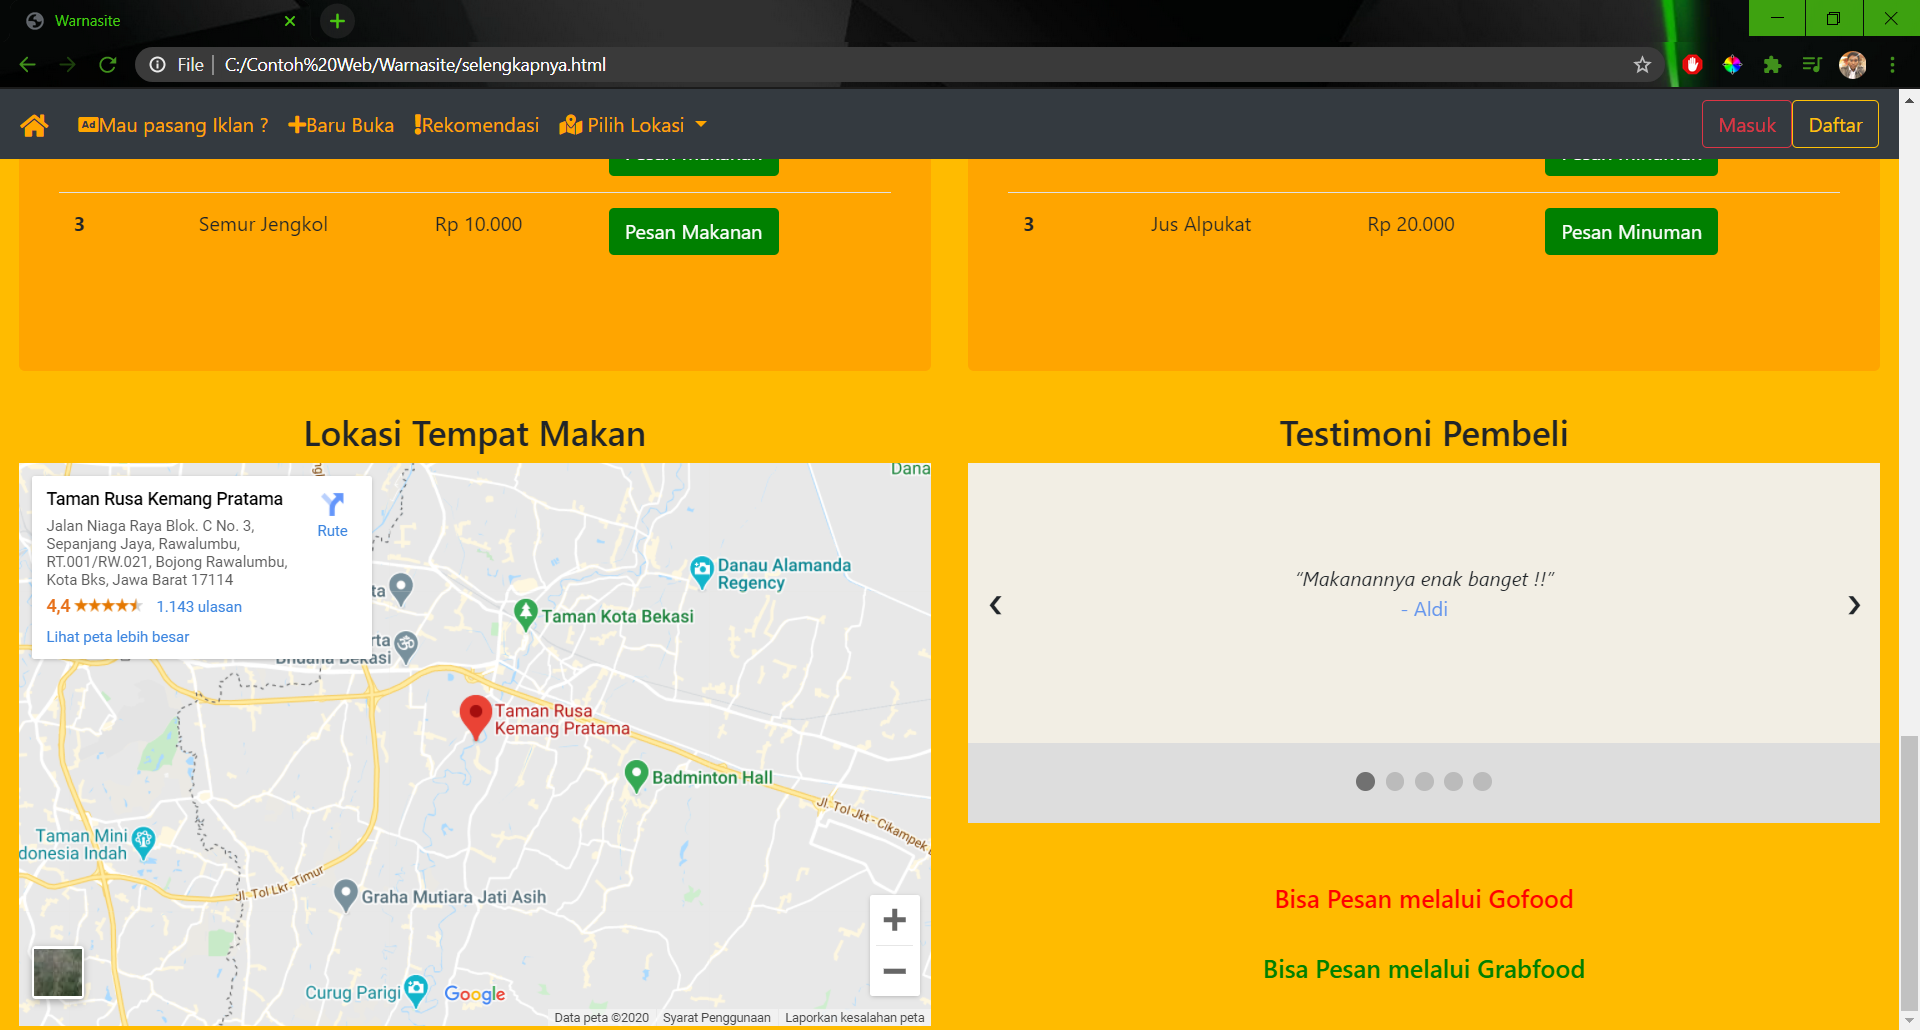 Warnasite
File
C:/Contoh%20Web/Warnasite/selengkapnya.html
Ad Mau pasang Iklan ?
Baru Buka
Rekomendasi
Pilih Lokasi
Masuk
Daftar
3 Semur Jengkol Rp 10.000 Pesan Makanan
3 Jus Alpukat Rp 20.000 Pesan Minuman
Lokasi Tempat Makan
Taman Rusa Kemang Pratama
Jalan Niaga Raya Blok. C No. 3,
Sepanjang Jaya, Rawalumbu,
RT.001/RW.021, Bojong Rawalumbu,
Kota Bks, Jawa Barat 17114
4,4 1.143 ulasan
Lihat peta lebih besar
Rute
Dana
Danau Alamanda
Regency
Taman Kota Bekasi
Bekasi
Taman Rusa
Kemang Pratama
Badminton Hall
Jl. Tol Jkt - Cikampek
Taman Mini
donesia Indah
Jl. Tol Lkr. Timur
Graha Mutiara Jati Asih
Curug Parigi
Google
Data peta ©2020 Syarat Penggunaan Laporkan kesalahan peta
Testimoni Pembeli
“Makanannya enak banget !!”
- Aldi
Bisa Pesan melalui Gofood
Bisa Pesan melalui Grabfood